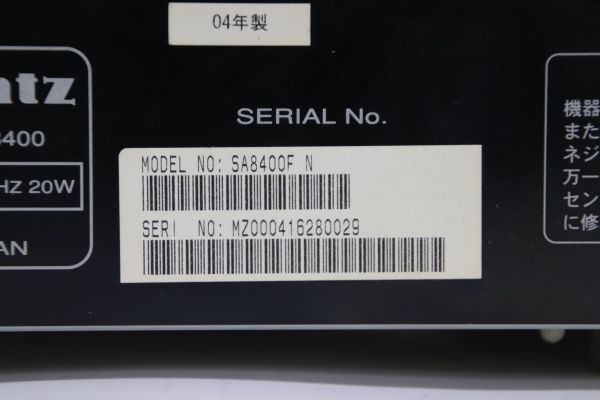 04年製
ntz
8400
HZ 20W
AN
SERIAL No.
MODEL NO: SA8400F N
SERI NO: MZ000416280029
機器
また
ネジ
万一
セン
に修